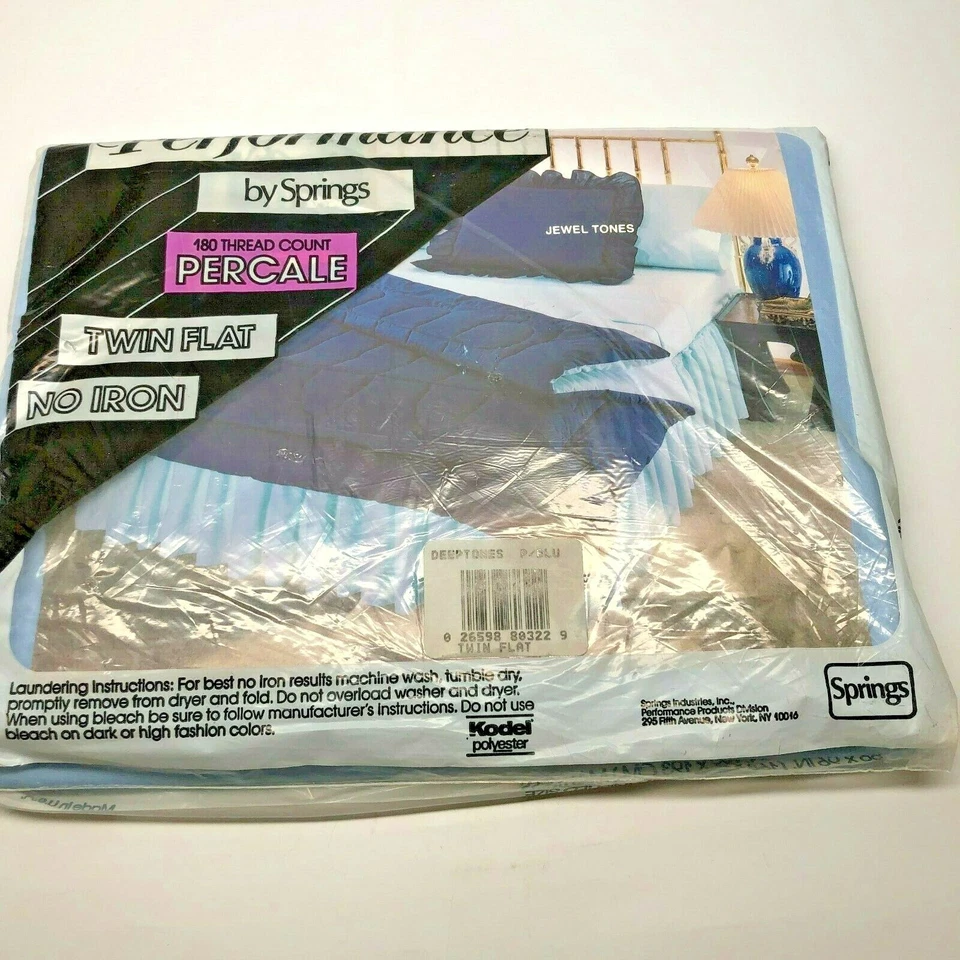 Performance
by Springs
180 THREAD COUNT
PERCALE
TWIN FLAT
NO IRON
JEWEL TONES
DEEPTONES P/BLU
0 26598 80322 9
TWIN FLAT
Laundering Instructions: For best no iron results machine wash, tumble dry,
promptly remove from dryer and fold. Do not overload washer and dryer.
When using bleach be sure to follow manufacturer's instructions. Do not use
bleach on dark or high fashion colors.
Kodel
polyester
Springs Industries, Inc.,
Performance Products Division
295 Fifth Avenue, New York, NY 10016
Springs
Made in U.S.A.